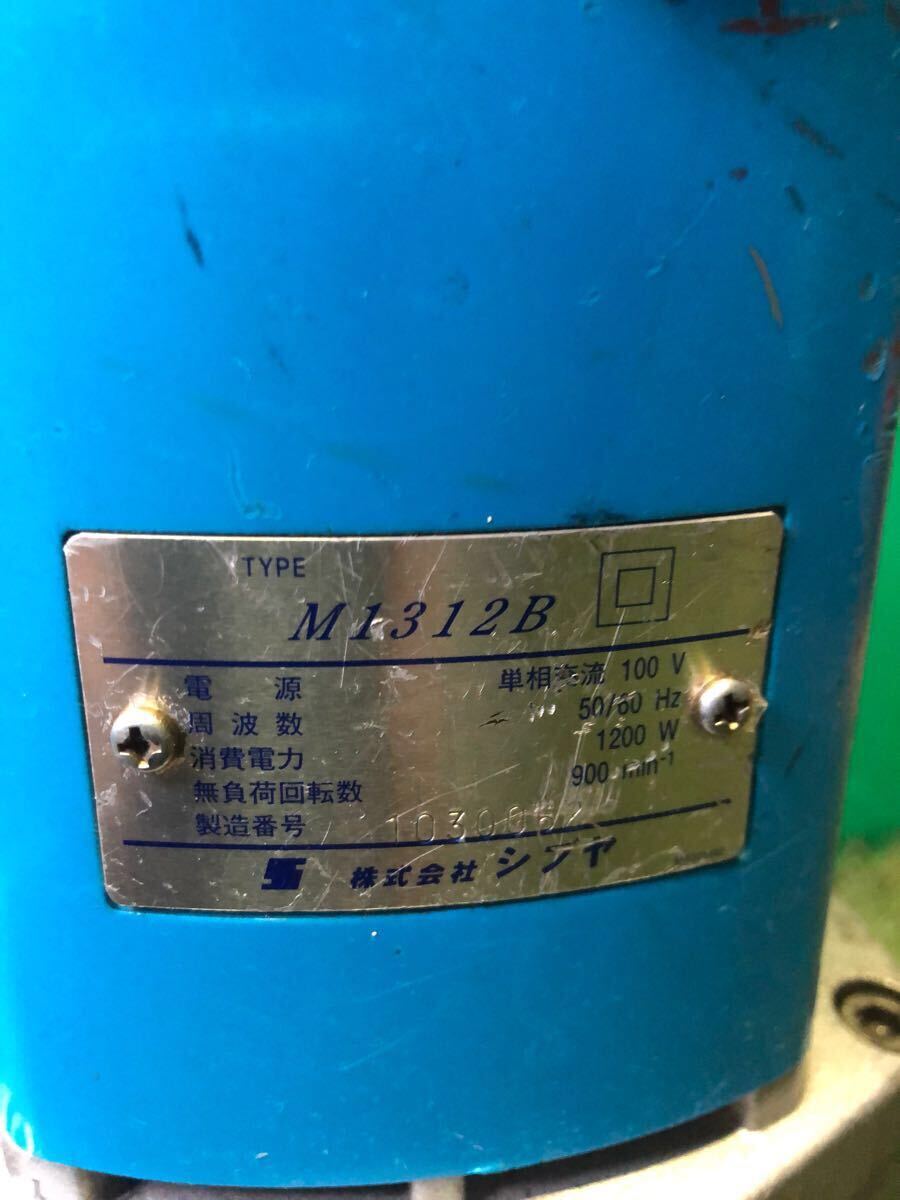 TYPE
M1312B
電源 単相交流 100 V
周波数 50/60 Hz
消費電力 1200 W
無負荷回転数 900 min-1
製造番号
株式会社 シブヤ